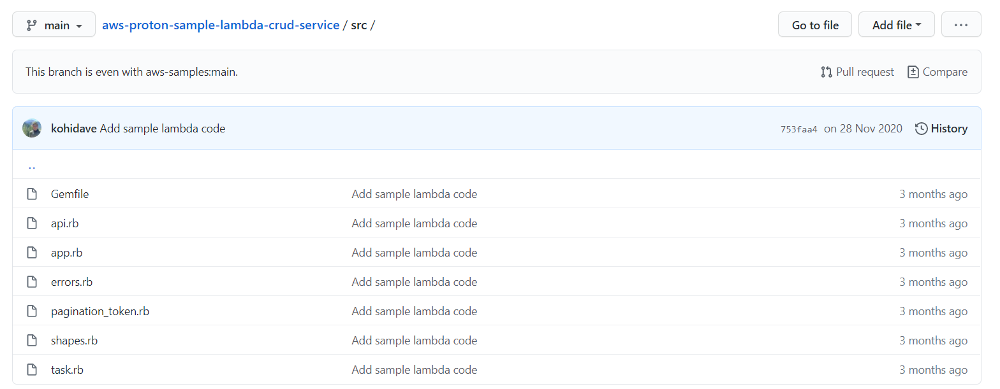 main aws-proton-sample-lambda-crud-service / src / Go to file Add file ...
This branch is even with aws-samples:main. Pull request Compare
kohidave Add sample lambda code 753faa4 on 28 Nov 2020 History
..
Gemfile Add sample lambda code 3 months ago
api.rb Add sample lambda code 3 months ago
app.rb Add sample lambda code 3 months ago
errors.rb Add sample lambda code 3 months ago
pagination_token.rb Add sample lambda code 3 months ago
shapes.rb Add sample lambda code 3 months ago
task.rb Add sample lambda code 3 months ago